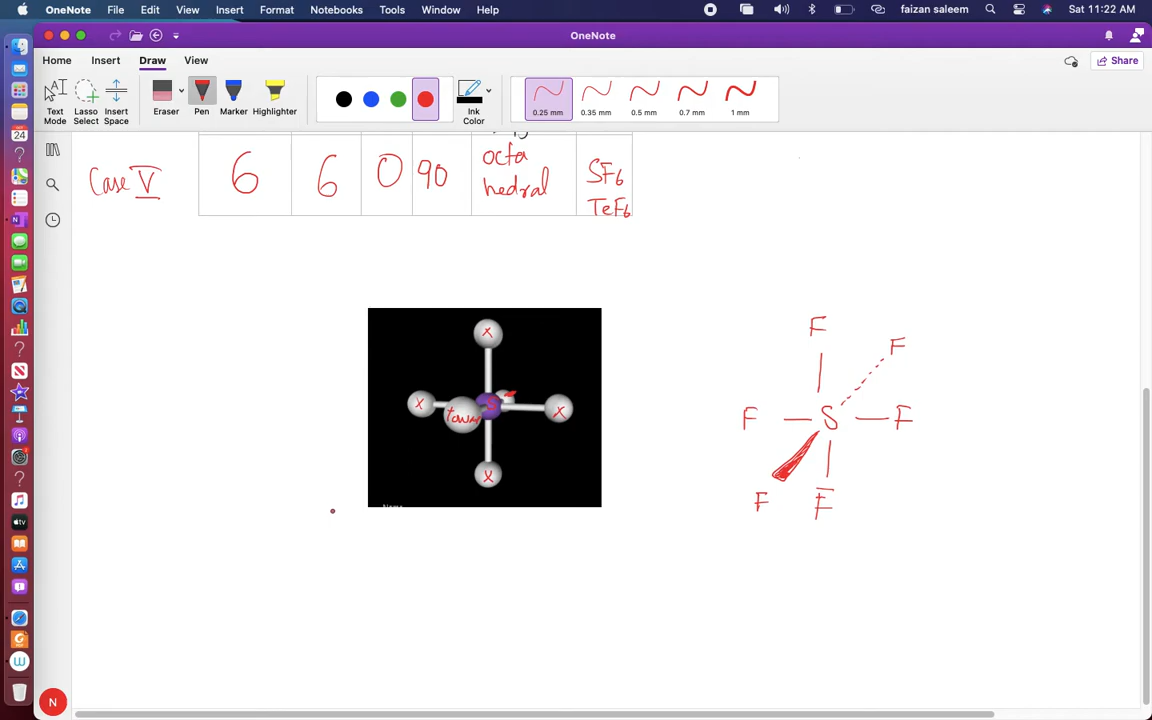 OneNote File Edit View Insert Format Notebooks Tools Window Help faizan saleem Sat 11:22 AM
OneNote
Home Insert Draw View Share
Text Mode Lasso Select Insert Space Eraser Pen Marker Highlighter Ink Color 0.25 mm 0.35 mm 0.5 mm 0.7 mm 1 mm
Case V 6 6 0 90 octa hedral SF6 TeF6
X
X S X
X
F
F
F S F
F F
24
N